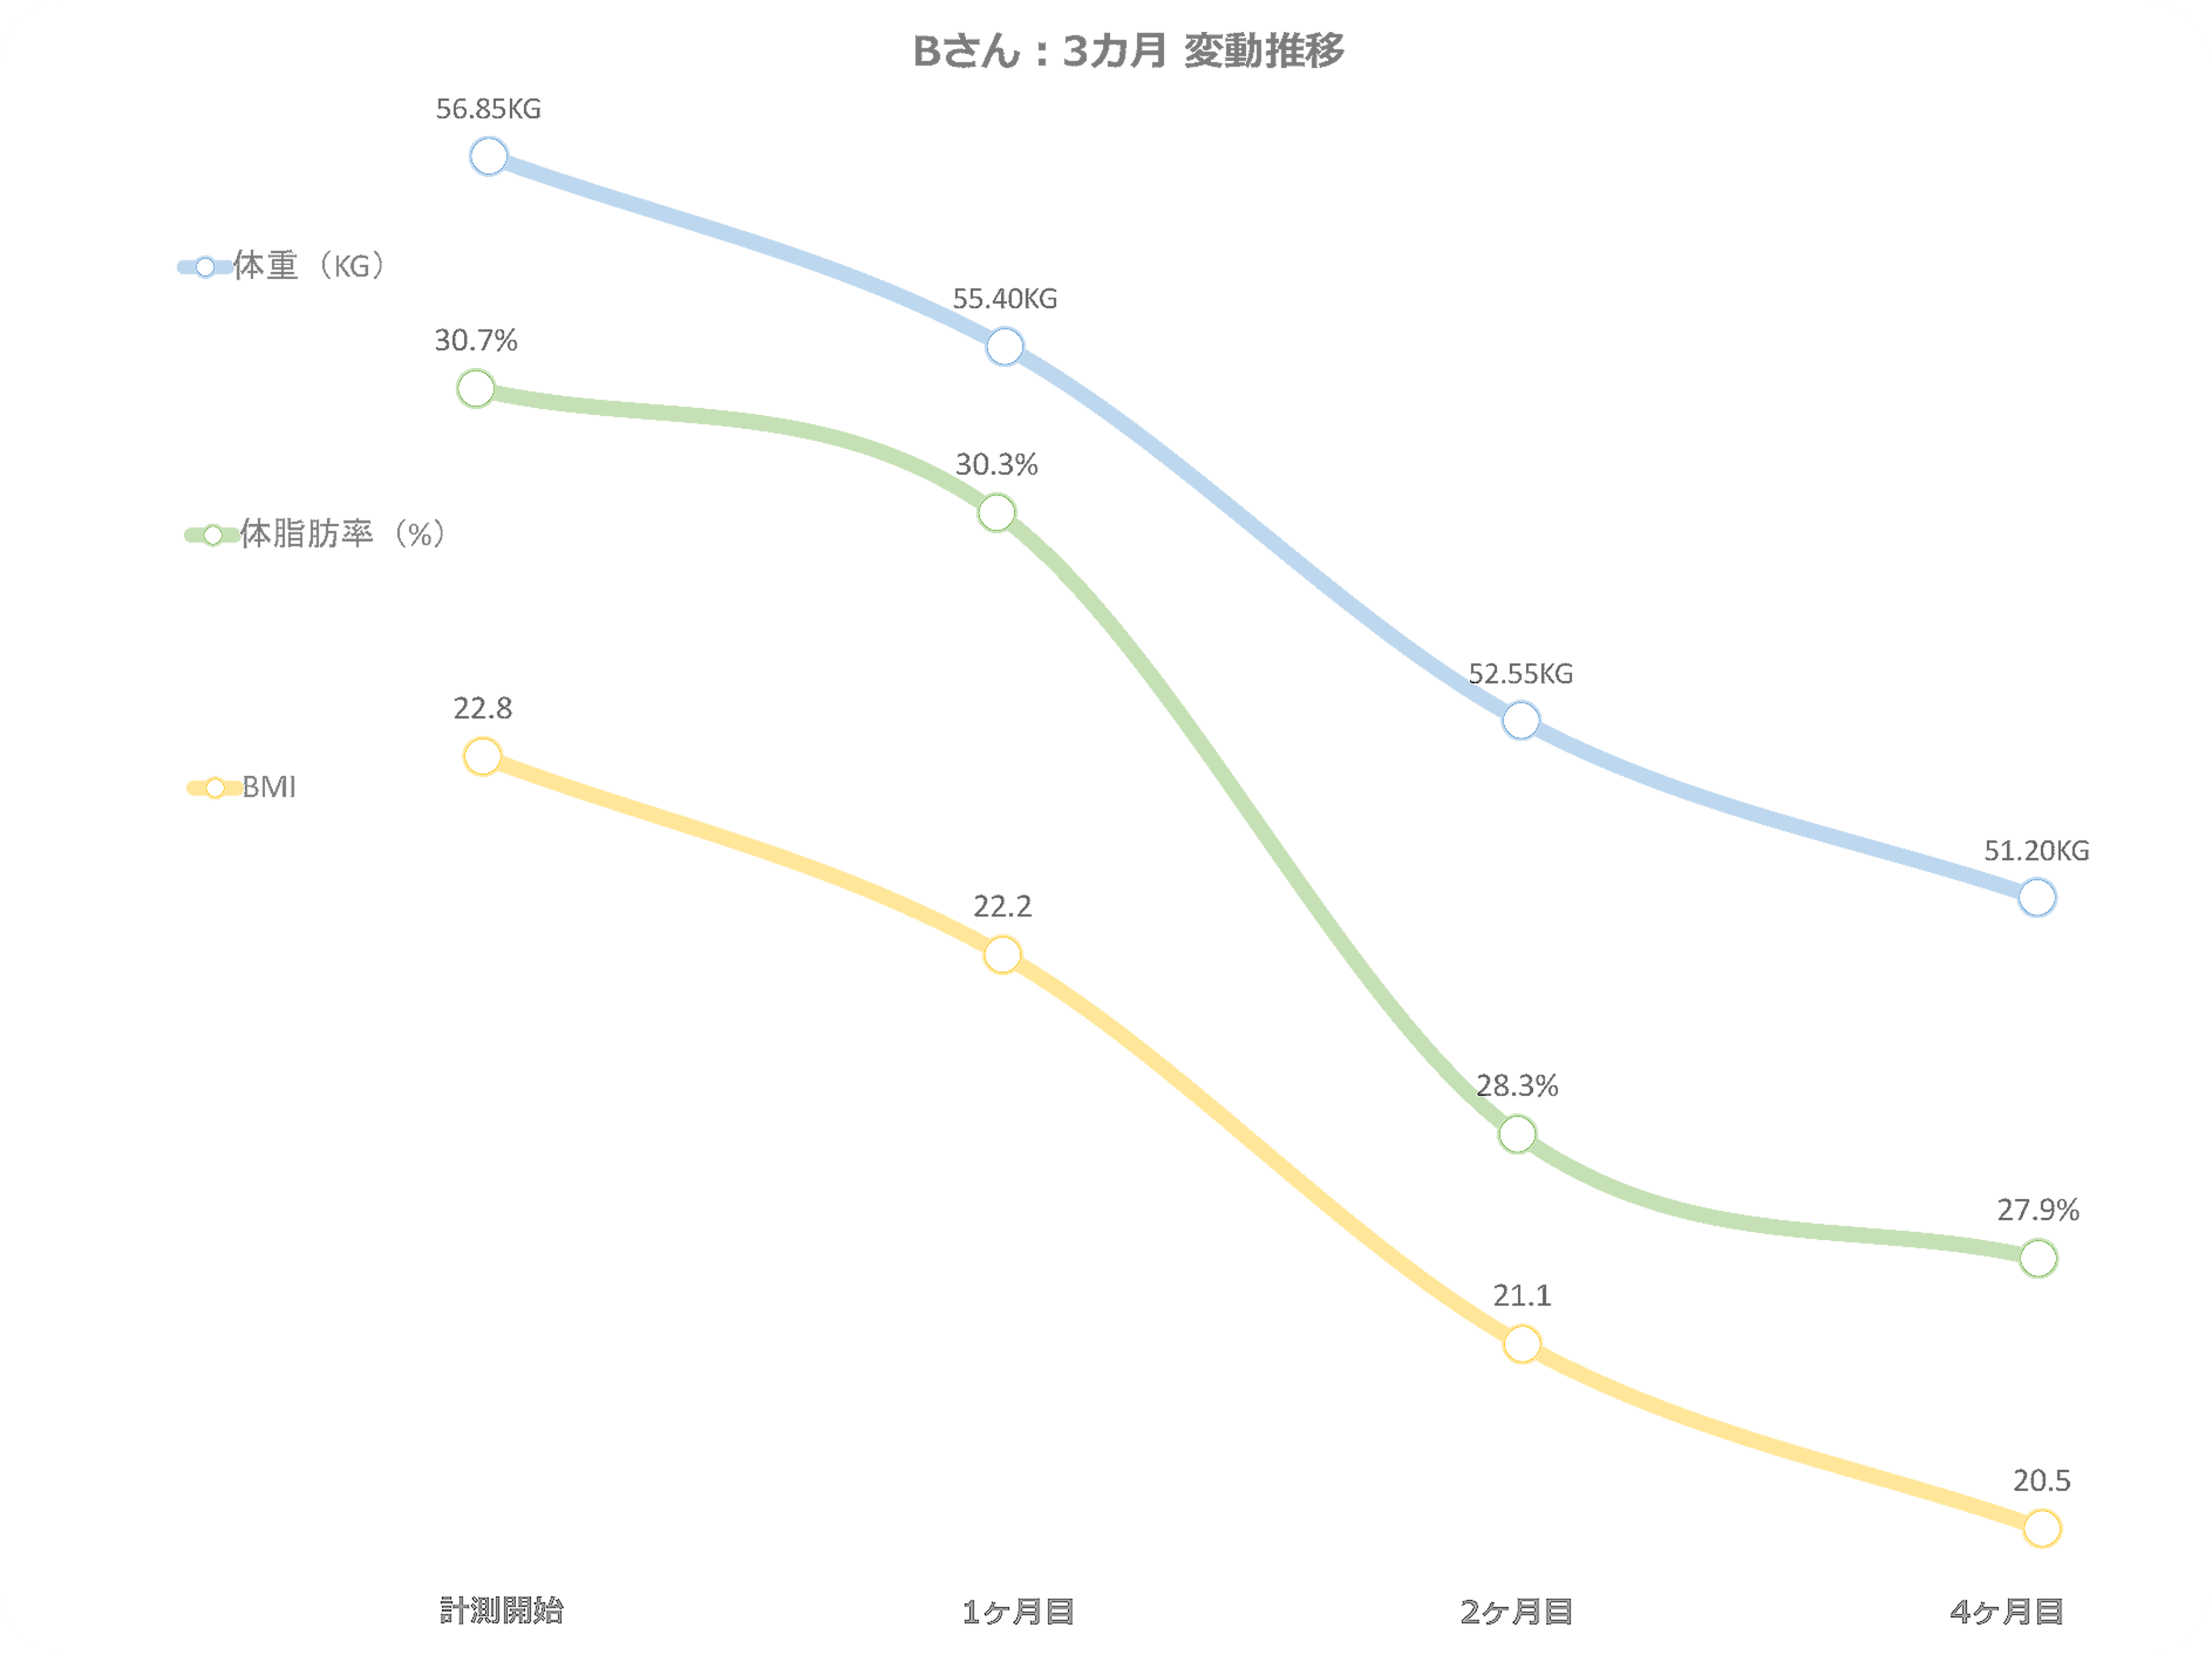 Bさん：3カ月 変動推移
56.85KG
体重（KG）
55.40KG
30.7%
30.3%
体脂肪率（%）
52.55KG
22.8
BMI
51.20KG
22.2
28.3%
27.9%
21.1
20.5
計測開始 1ケ月目 2ケ月目 4ケ月目